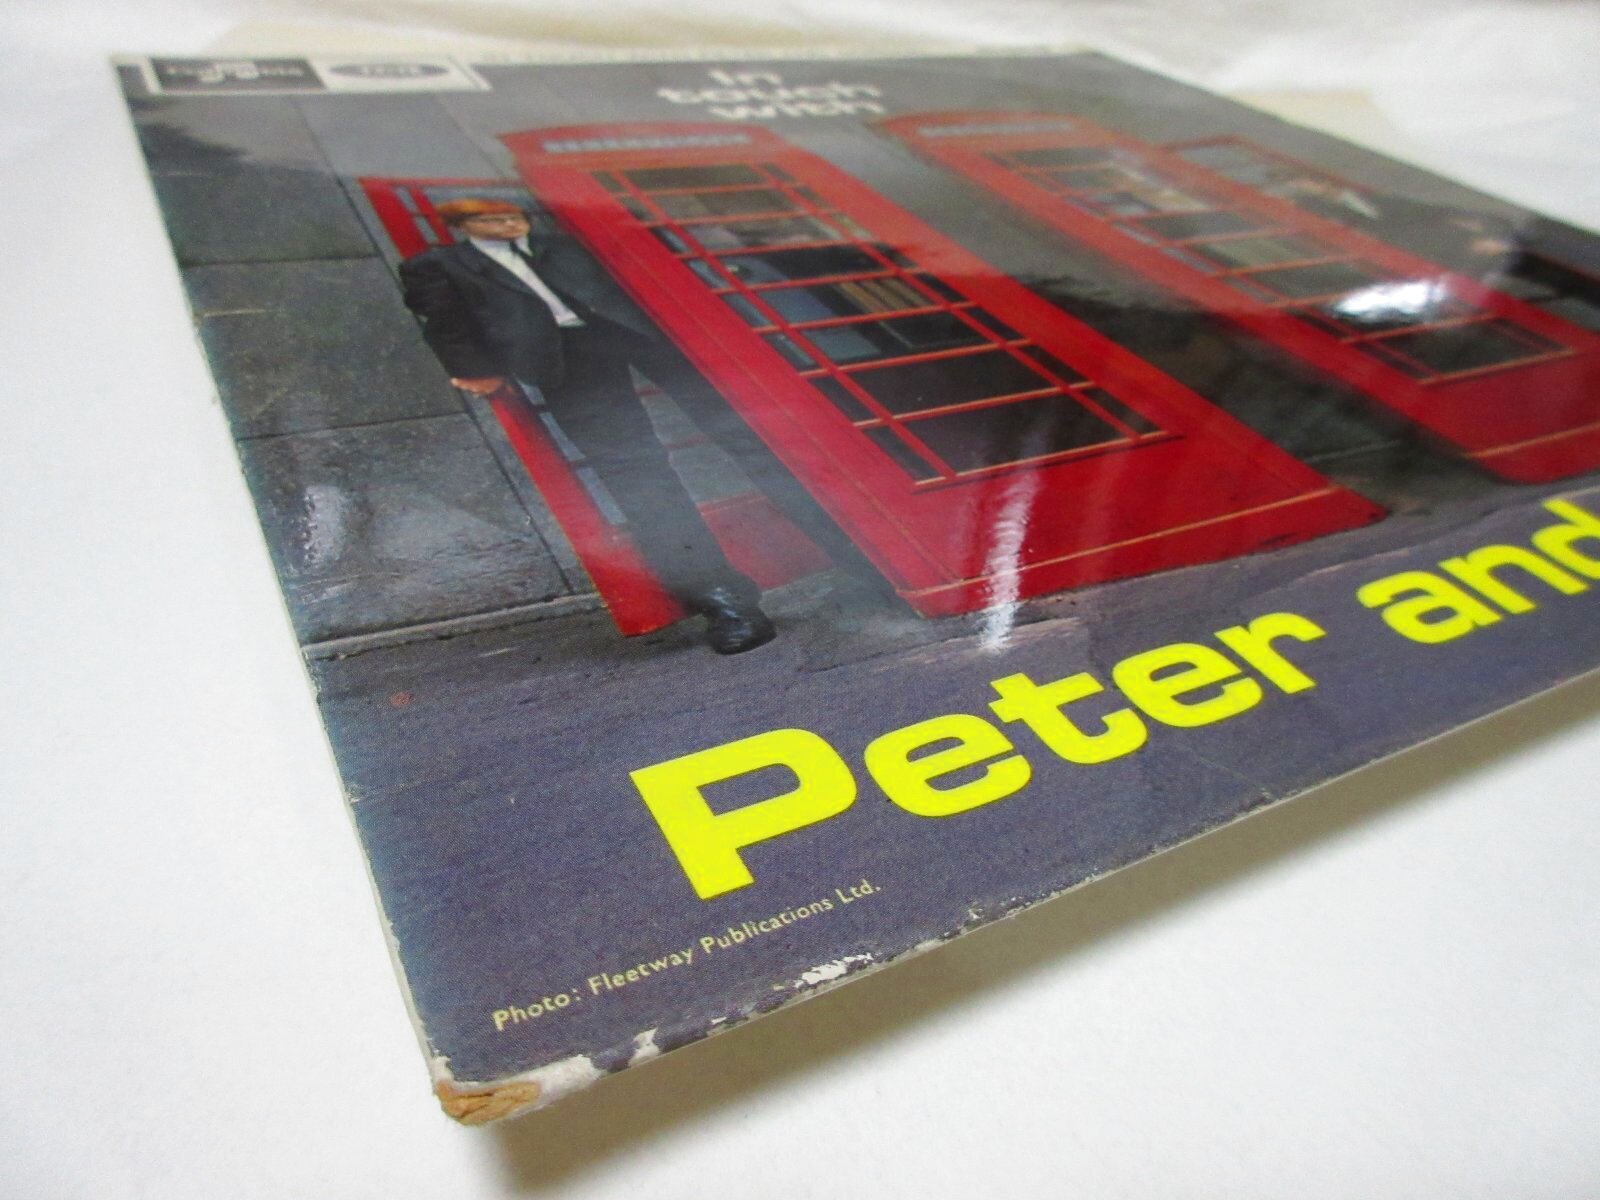 In
touch
with
Peter and
Photo: Fleetway Publications Ltd.